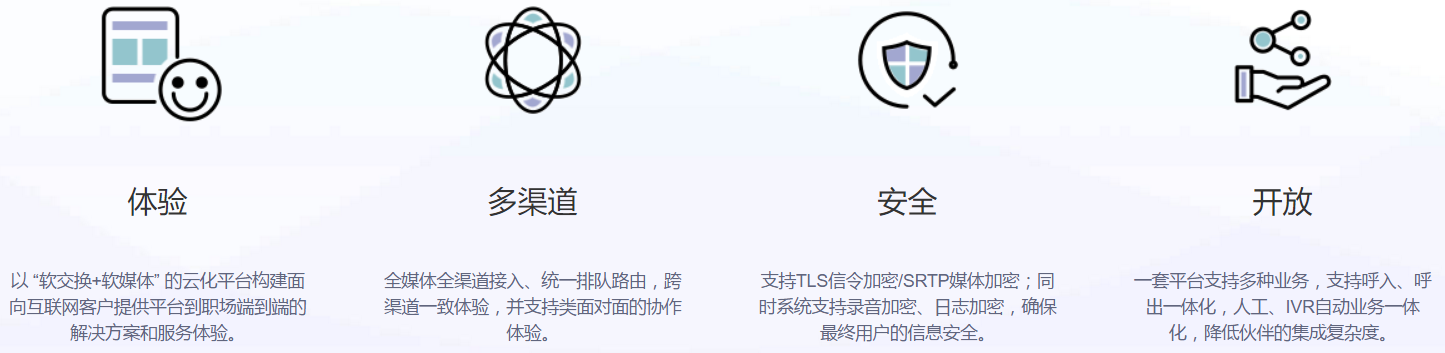 体验
以 “软交换+软媒体” 的云化平台构建面
向互联网客户提供平台到职场端到端的
解决方案和服务体验。
多渠道
全媒体全渠道接入、统一排队路由，跨
渠道一致体验，并支持类面对面的协作
体验。
安全
支持TLS信令加密/SRTP媒体加密；同
时系统支持录音加密、日志加密，确保
最终用户的信息安全。
开放
一套平台支持多种业务，支持呼入、呼
出一体化，人工、IVR自动业务一体
化，降低伙伴的集成复杂度。